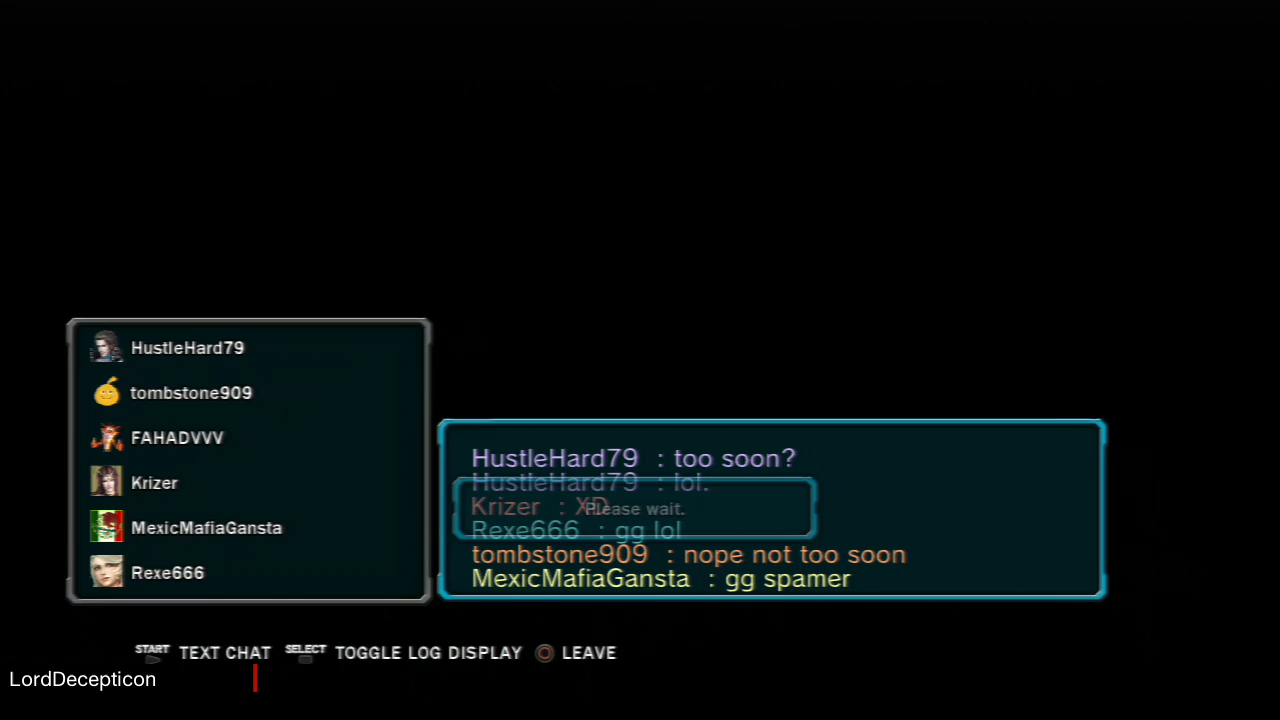 HustleHard79
tombstone909
FAHADVVV
Krizer
MexicMafiaGansta
Rexe666
HustleHard79 : too soon?
HustleHard79 : lol.
Krizer : XD
Please wait.
Rexe666 : gg lol
tombstone909 : nope not too soon
MexicMafiaGansta : gg spamer
START TEXT CHAT SELECT TOGGLE LOG DISPLAY LEAVE
LordDecepticon